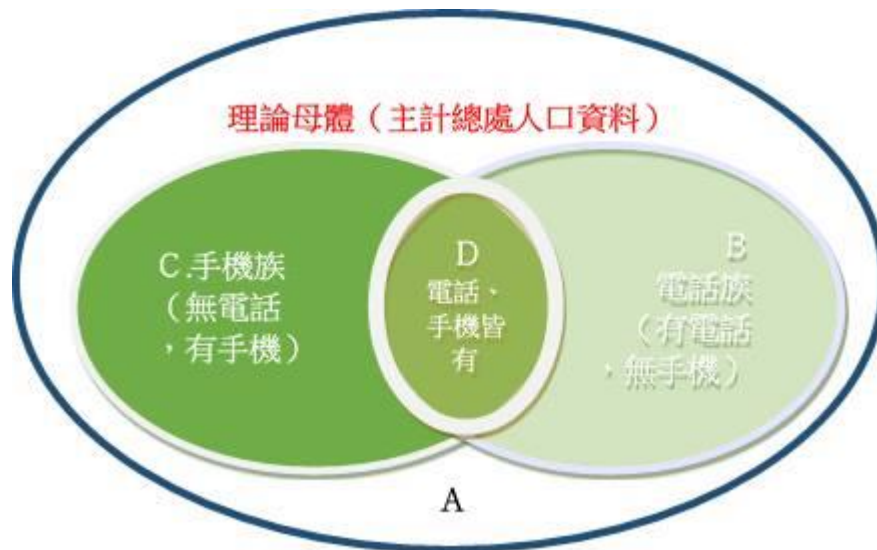 理論母體（主計總處人口資料）
C.手機族
（無電話
，有手機）
D
電話、
手機皆
有
B
電話族
（有電話
，無手機）
A